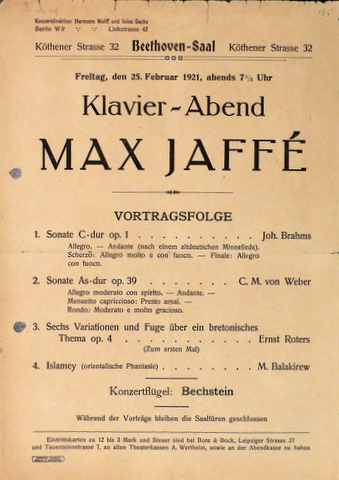 Konzertdirektion Hermann Wolff und Jules Sachs
Berlin W.9 Linkstrasse 42
Köthener Strasse 32 Beethoven-Saal Köthener Strasse 32
Freitag, den 25. Februar 1921, abends 7½ Uhr
Klavier-Abend
MAX JAFFÉ
VORTRAGSFOLGE
1. Sonate C-dur op. 1 . . . . . . . . . . Joh. Brahms
Allegro. — Andante (nach einem altdeutschen Minneliede).
Scherzo: Allegro molto e con fuoco. — Finale: Allegro
con fuoco.
2. Sonate As-dur op. 39 . . . . . . . C. M. von Weber
Allegro moderato con spirito. — Andante. —
Menuetto capriccioso: Presto assai. —
Rondo: Moderato e molto grazioso.
3. Sechs Variationen und Fuge über ein bretonisches
Thema op. 4 . . . . . . . . . Ernst Roters
(Zum ersten Mal)
4. Islamey (orientalische Phantasie) . . . . . . M. Balakirew
Konzertflügel: Bechstein
Während der Vorträge bleiben die Saaltüren geschlossen
Eintrittskarten zu 12 bis 3 Mark und Steuer sind bei Bote & Bock, Leipziger Strasse 37
und Tauentzienstrasse 7, an allen Theaterkassen A. Wertheim, sowie an der Abendkasse zu haben